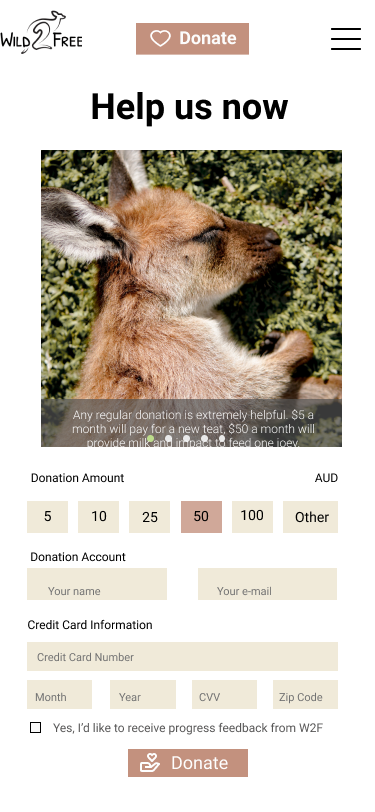 WILD 2 FREE
Donate
Help us now
Any regular donation is extremely helpful. $5 a
month will pay for a new teat, $50 a month will
provide milk and impact to feed one joey.
Donation Amount AUD
5 10 25 50 100 Other
Donation Account
Your name Your e-mail
Credit Card Information
Credit Card Number
Month Year CVV Zip Code
Yes, I’d like to receive progress feedback from W2F
Donate